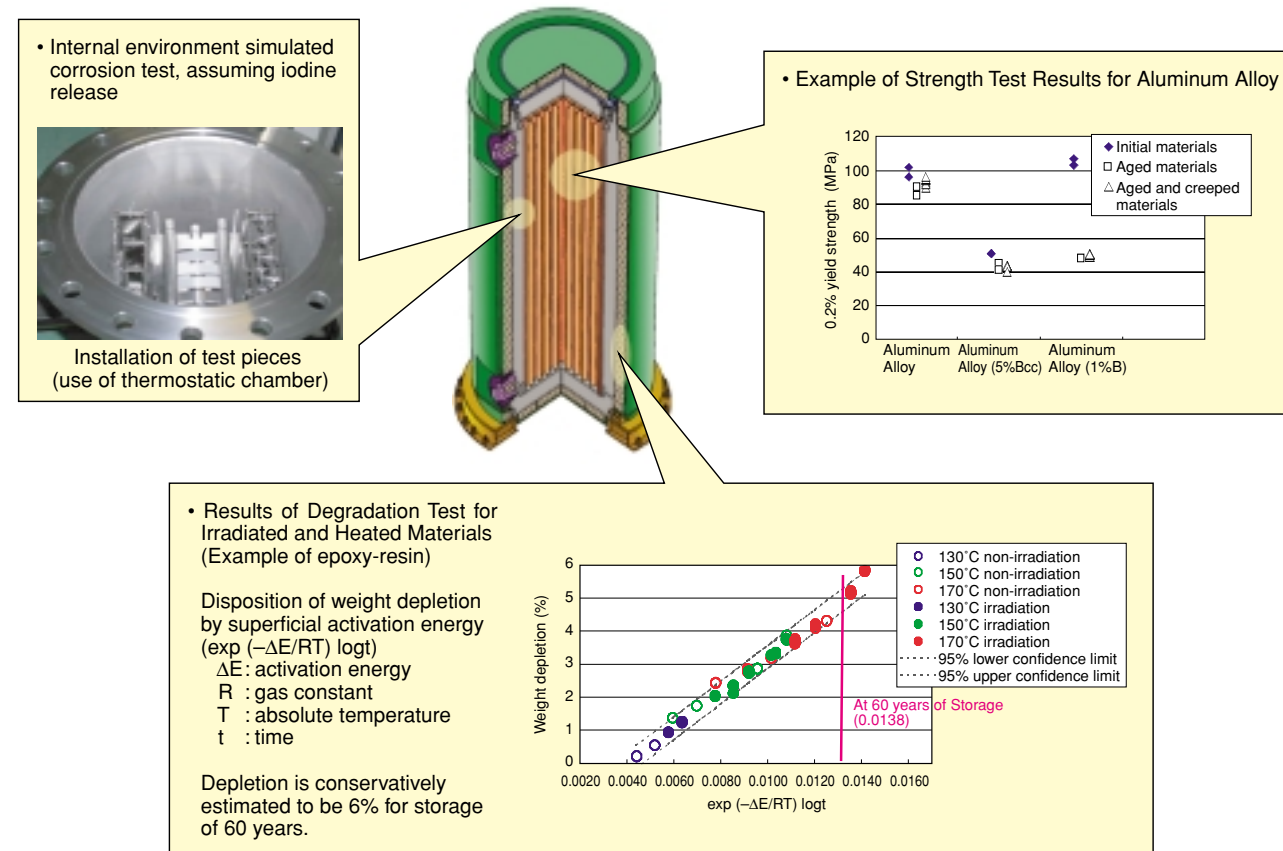 • Internal environment simulated
corrosion test, assuming iodine
release
Installation of test pieces
(use of thermostatic chamber)
• Example of Strength Test Results for Aluminum Alloy
120
100
80
60
40
20
0
0.2% yield strength (MPa)
Initial materials
Aged materials
Aged and creeped
materials
Aluminum
Alloy
Aluminum
Alloy (5%Bcc)
Aluminum
Alloy (1%B)
• Results of Degradation Test for
Irradiated and Heated Materials
(Example of epoxy-resin)
Disposition of weight depletion
by superficial activation energy
(exp (–ΔE/RT) logt)
ΔE : activation energy
R : gas constant
T : absolute temperature
t : time
Depletion is conservatively
estimated to be 6% for storage
of 60 years.
6
5
4
3
2
1
0
Weight depletion (%)
0.0020 0.0040 0.0060 0.0080 0.0100 0.0120 0.0140 0.0160
exp (–ΔE/RT) logt
130˚C non-irradiation
150˚C non-irradiation
170˚C non-irradiation
130˚C irradiation
150˚C irradiation
170˚C irradiation
95% lower confidence limit
95% upper confidence limit
At 60 years of Storage
(0.0138)